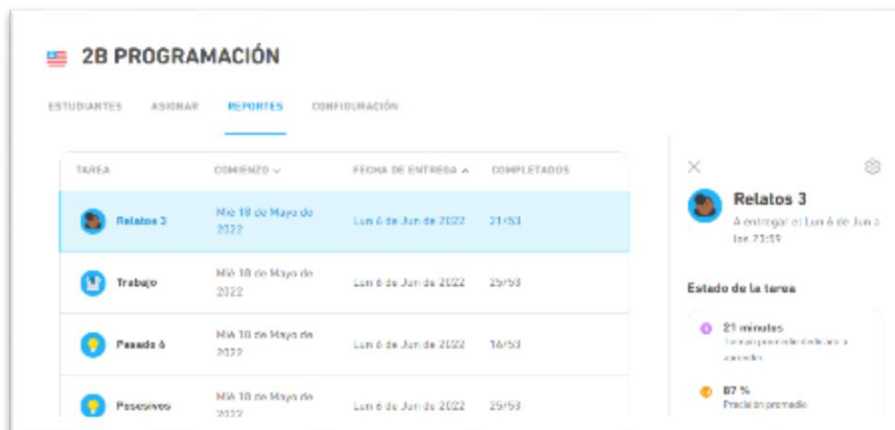 2B PROGRAMACIÓN
ESTUDIANTES ASIGNAR REPORTES CONFIGURACIÓN
TAREA COMIENZO FECHA DE ENTREGA COMPLETADOS
Relatos 3 Mié 18 de Mayo de 2022 Lun 6 de Jun de 2022 21/53
Trabajo Mié 18 de Mayo de 2022 Lun 6 de Jun de 2022 25/53
Pasado 6 Mié 18 de Mayo de 2022 Lun 6 de Jun de 2022 16/53
Posesivos Mié 18 de Mayo de 2022 Lun 6 de Jun de 2022 25/53
Relatos 3
A entregar el Lun 6 de Jun a
las 23:59
Estado de la tarea
21 minutos
Tiempo promedio dedicado a
aprender
87 %
Precisión promedio